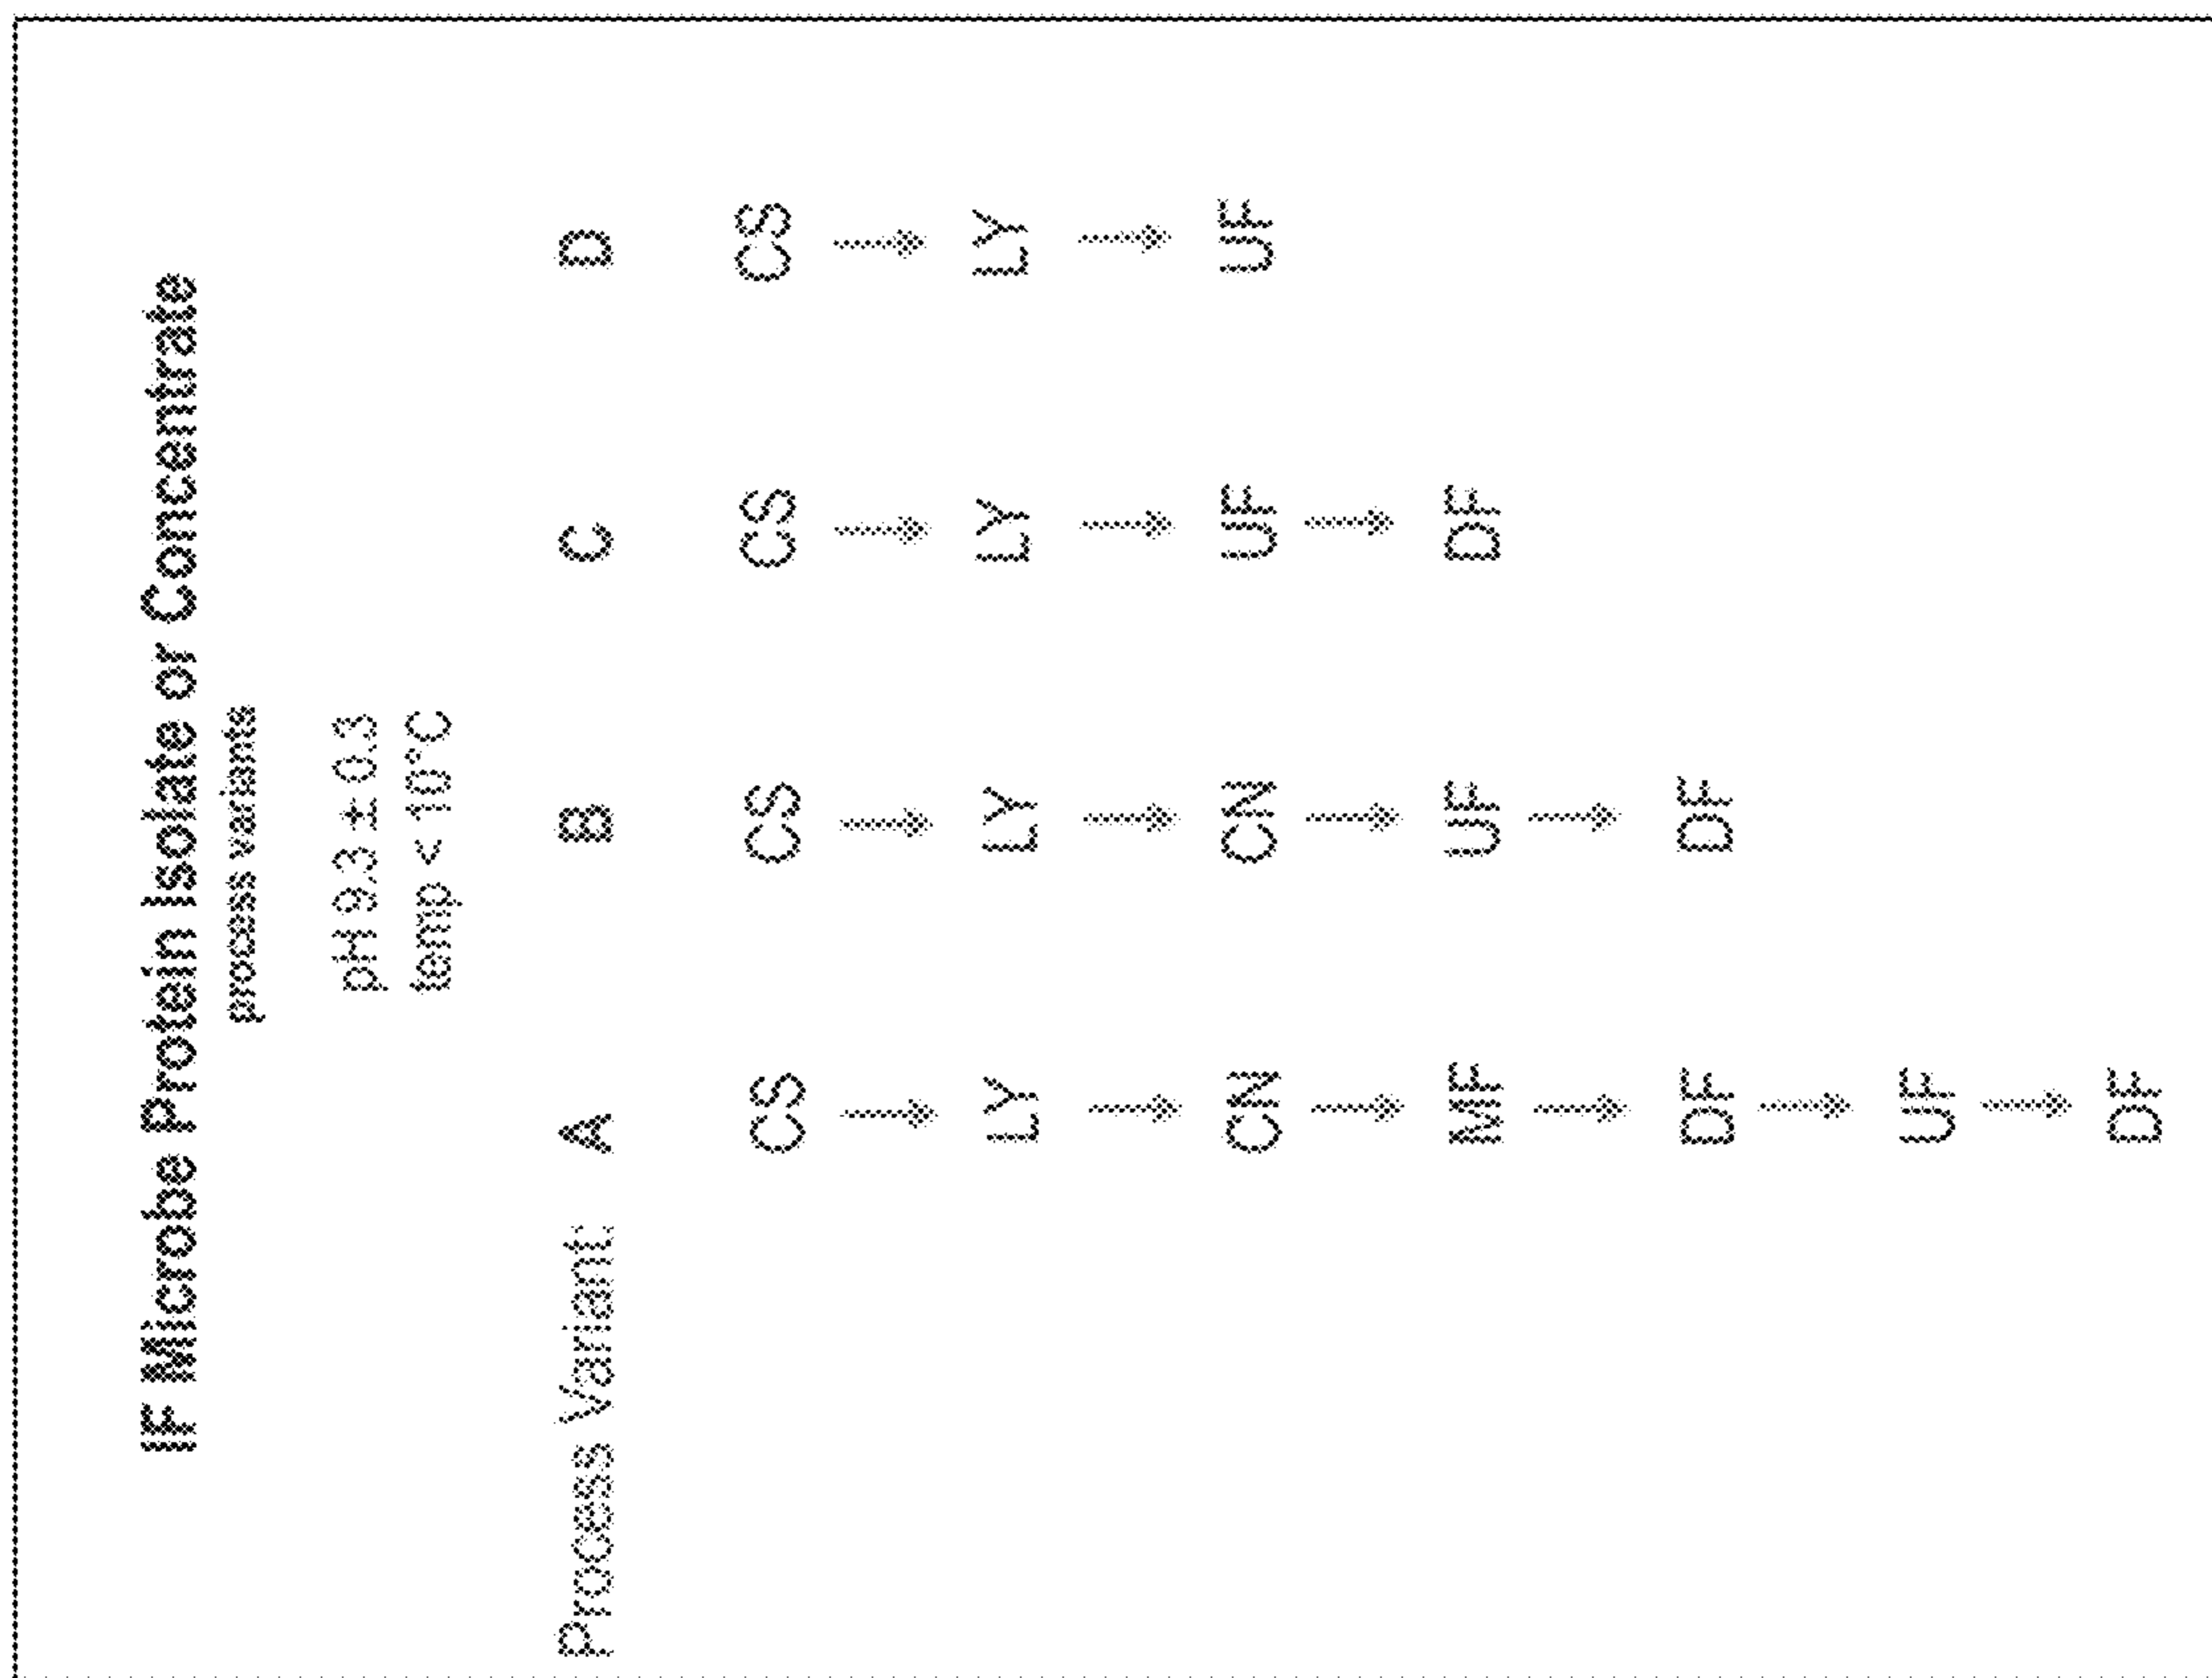 IF Microbe Protein Isolate or Concentrate
process variants
pH 9.3 ± 0.3
temp < 10°C
Process Variant: A B C D
CS CS CS CS
LY LY LY LY
CN CN UF UF
MF UF DF
DF DF
UF
DF